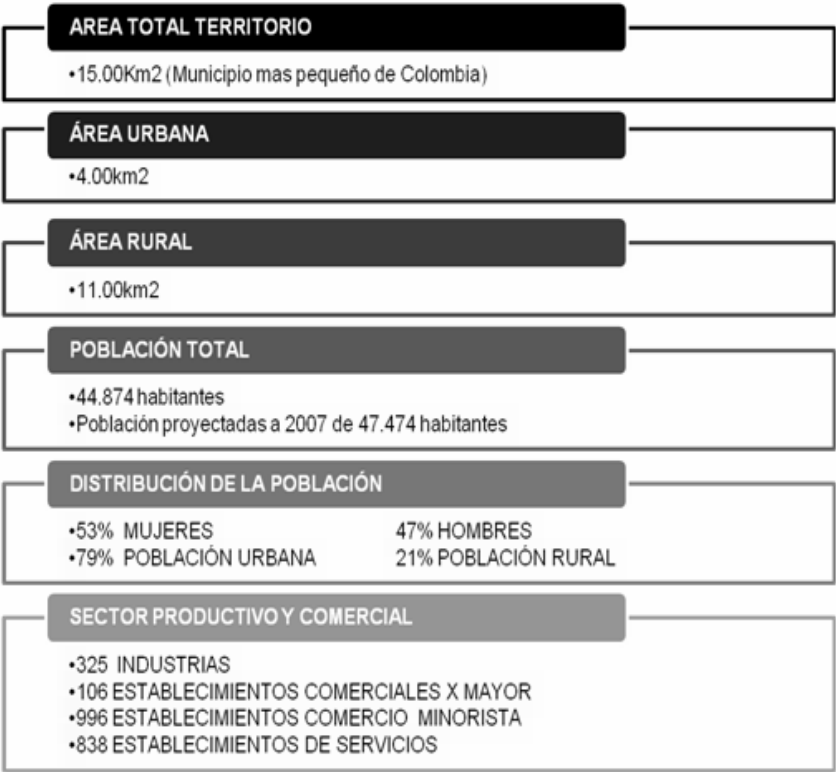 AREA TOTAL TERRITORIO
•15.00Km2 (Municipio mas pequeño de Colombia)
ÁREA URBANA
•4.00km2
ÁREA RURAL
•11.00km2
POBLACIÓN TOTAL
•44.874 habitantes
•Población proyectadas a 2007 de 47.474 habitantes
DISTRIBUCIÓN DE LA POBLACIÓN
•53% MUJERES 47% HOMBRES
•79% POBLACIÓN URBANA 21% POBLACIÓN RURAL
SECTOR PRODUCTIVO Y COMERCIAL
•325 INDUSTRIAS
•106 ESTABLECIMIENTOS COMERCIALES X MAYOR
•996 ESTABLECIMIENTOS COMERCIO MINORISTA
•838 ESTABLECIMIENTOS DE SERVICIOS